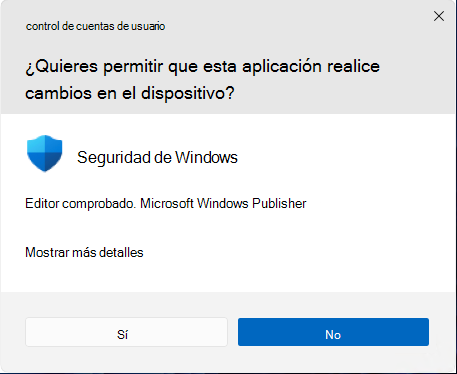 control de cuentas de usuario
¿Quieres permitir que esta aplicación realice
cambios en el dispositivo?
Seguridad de Windows
Editor comprobado. Microsoft Windows Publisher
Mostrar más detalles
Sí
No